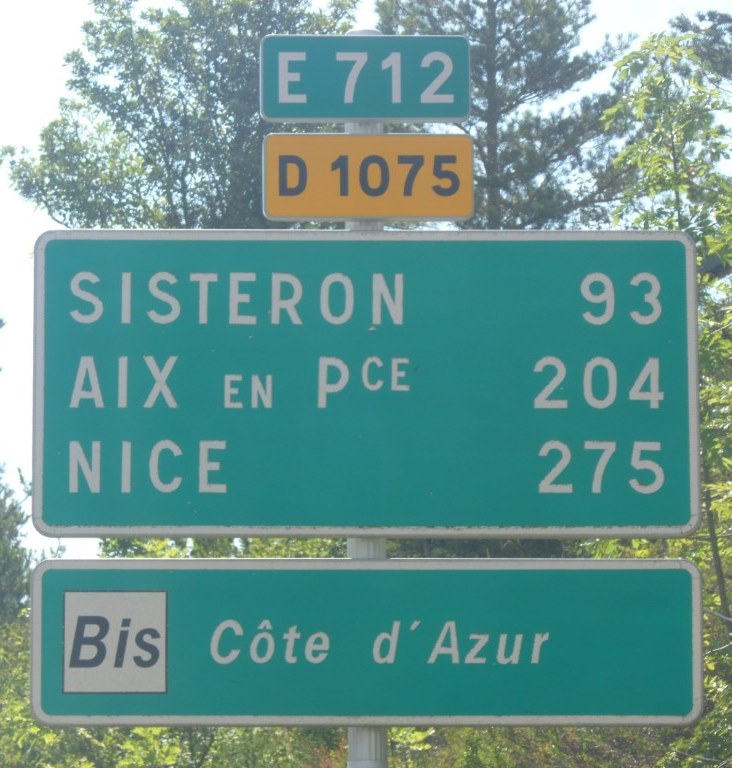 E 712
D 1075
SISTERON 93
AIX EN PCE 204
NICE 275
Bis Côte d'Azur